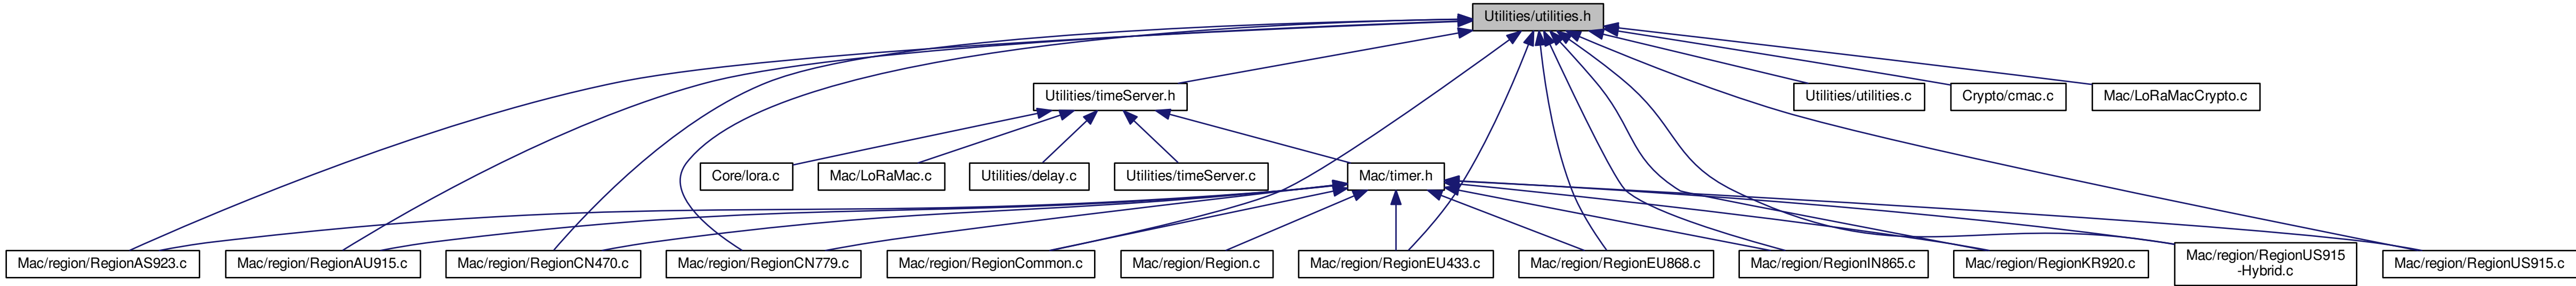 Utilities/utilities.h
Utilities/timeServer.h
Utilities/utilities.c
Crypto/cmac.c
Mac/LoRaMacCrypto.c
Core/lora.c
Mac/LoRaMac.c
Utilities/delay.c
Utilities/timeServer.c
Mac/timer.h
Mac/region/RegionAS923.c
Mac/region/RegionAU915.c
Mac/region/RegionCN470.c
Mac/region/RegionCN779.c
Mac/region/RegionCommon.c
Mac/region/Region.c
Mac/region/RegionEU433.c
Mac/region/RegionEU868.c
Mac/region/RegionIN865.c
Mac/region/RegionKR920.c
Mac/region/RegionUS915
-Hybrid.c
Mac/region/RegionUS915.c